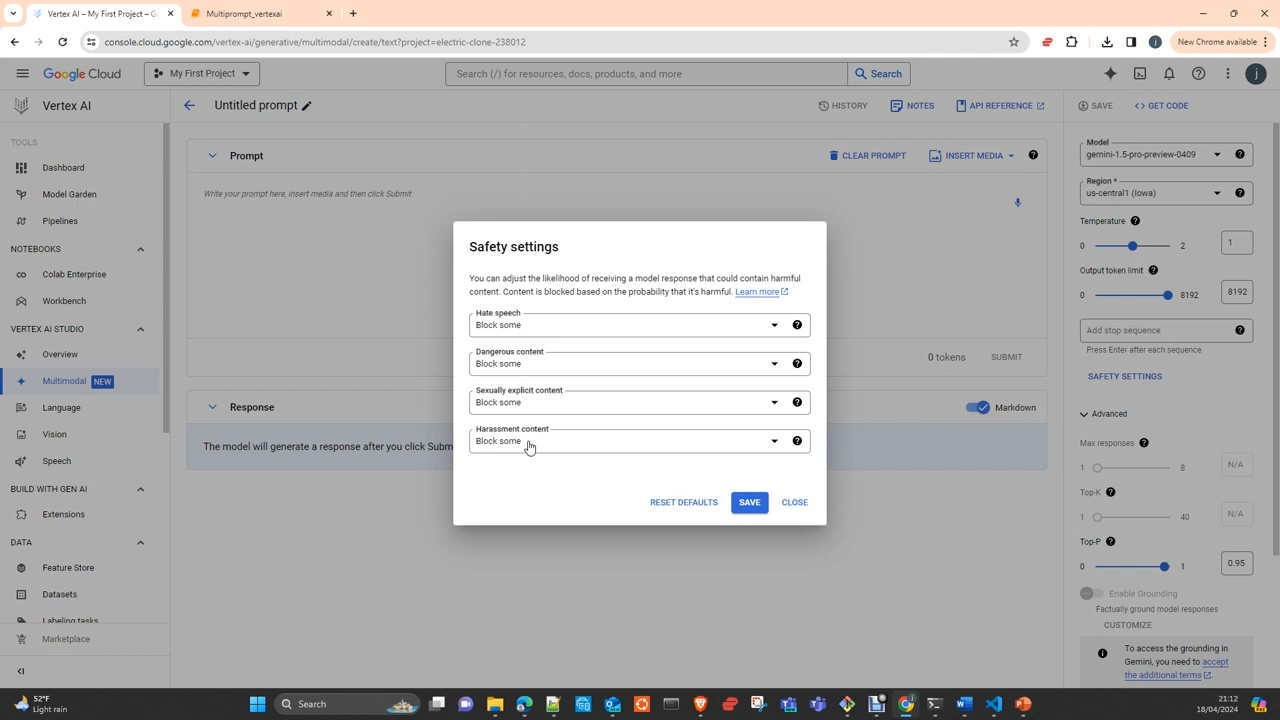 Vertex AI – My First Project – G
Multiprompt_vertexai
console.cloud.google.com/vertex-ai/generative/multimodal/create/text?project=electric-clone-238012
New Chrome available
Google Cloud
My First Project
Search (/) for resources, docs, products, and more
Search
j
Vertex AI
Untitled prompt
HISTORY
NOTES
API REFERENCE
SAVE
GET CODE
TOOLS
Dashboard
Model Garden
Pipelines
NOTEBOOKS
Colab Enterprise
Workbench
VERTEX AI STUDIO
Overview
Multimodal NEW
Language
Vision
Speech
BUILD WITH GEN AI
Extensions
DATA
Feature Store
Datasets
Labeling tasks
Marketplace
Prompt
CLEAR PROMPT
INSERT MEDIA
Write your prompt here, insert media and then click Submit
0 tokens
SUBMIT
Response
Markdown
The model will generate a response after you click Subm
Safety settings
You can adjust the likelihood of receiving a model response that could contain harmful
content. Content is blocked based on the probability that it's harmful. Learn more
Hate speech
Block some
Dangerous content
Block some
Sexually explicit content
Block some
Harassment content
Block some
RESET DEFAULTS
SAVE
CLOSE
Model
gemini-1.5-pro-preview-0409
Region *
us-central1 (Iowa)
Temperature
0 2 1
Output token limit
0 8192 8192
Add stop sequence
Press Enter after each sequence
SAFETY SETTINGS
Advanced
Max responses
1 8 N/A
Top-K
1 40 N/A
Top-P
0 1 0.95
Enable Grounding
Factually ground model responses
CUSTOMIZE
To access the grounding in
Gemini, you need to accept
the additional terms.
52°F
Light rain
Search
21:12
18/04/2024